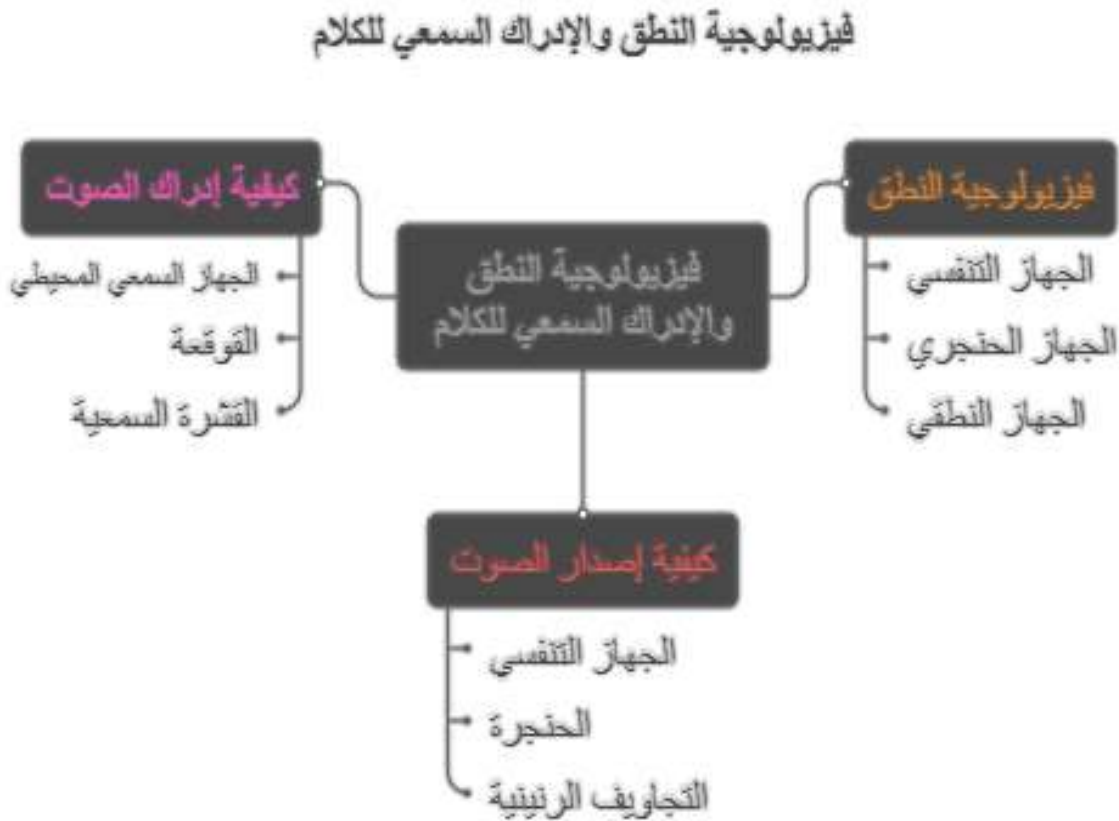 فيزيولوجية النطق والإدراك السمعي للكلام
فيزيولوجية النطق
الجهاز التنفسي
الجهاز الحنجري
الجهاز النطقي
فيزيولوجية النطق
والإدراك السمعي للكلام
كيفية إدراك الصوت
الجهاز السمعي المحيطي
القوقعة
القشرة السمعية
كيفية إصدار الصوت
الجهاز التنفسي
الحنجرة
التجاويف الرنينية